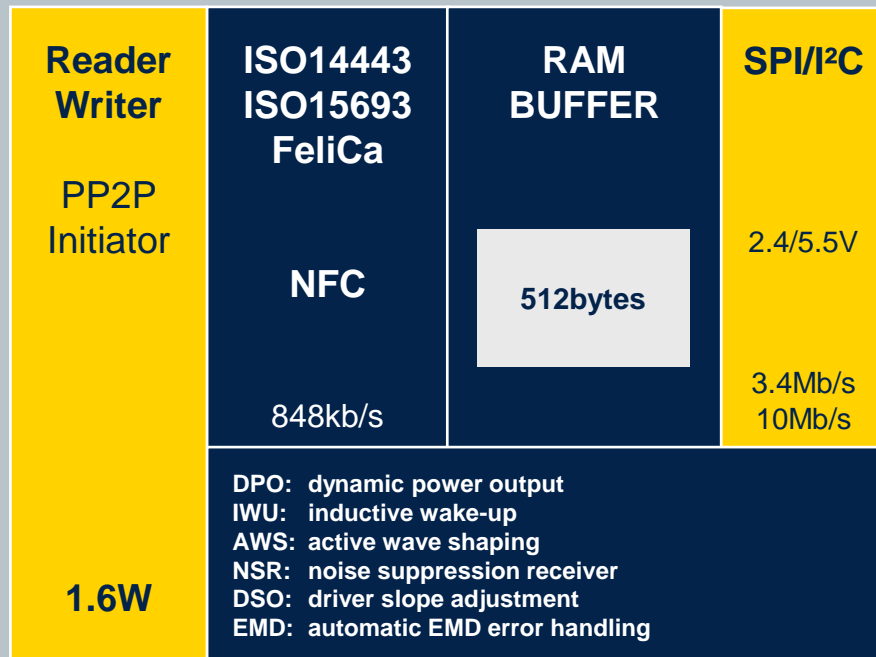 Reader
Writer
PP2P
Initiator
1.6W
ISO14443
ISO15693
FeliCa
NFC
848kb/s
RAM
BUFFER
512bytes
SPI/I²C
2.4/5.5V
3.4Mb/s
10Mb/s
DPO: dynamic power output
IWU: inductive wake-up
AWS: active wave shaping
NSR: noise suppression receiver
DSO: driver slope adjustment
EMD: automatic EMD error handling